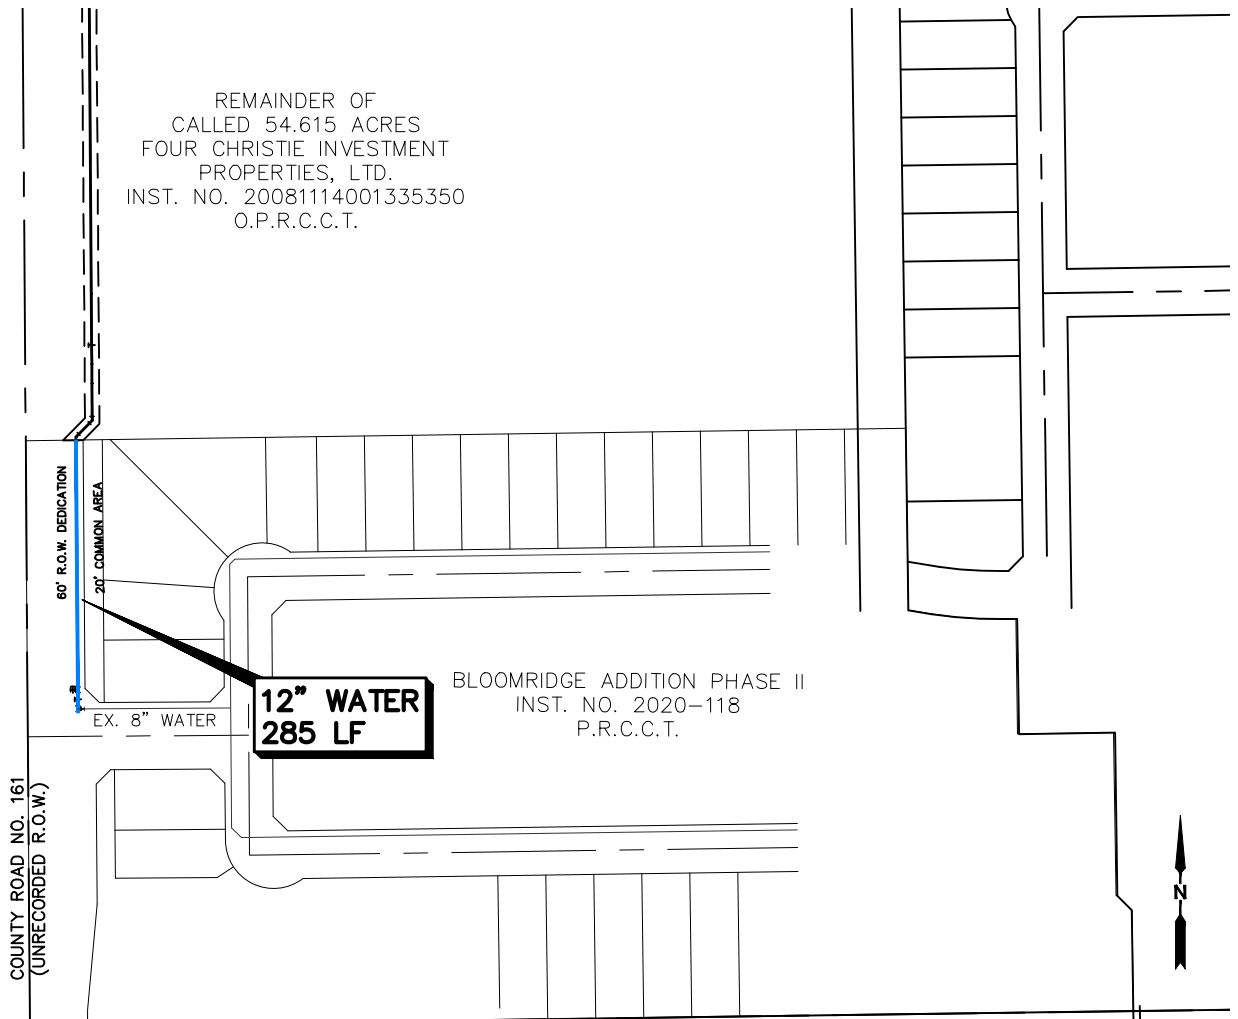 REMAINDER OF
CALLED 54.615 ACRES
FOUR CHRISTIE INVESTMENT
PROPERTIES, LTD.
INST. NO. 20081114001335350
O.P.R.C.C.T.
60' R.O.W. DEDICATION
20' COMMON AREA
12" WATER
285 LF
EX. 8" WATER
BLOOMRIDGE ADDITION PHASE II
INST. NO. 2020-118
P.R.C.C.T.
COUNTY ROAD NO. 161
(UNRECORDED R.O.W.)
N